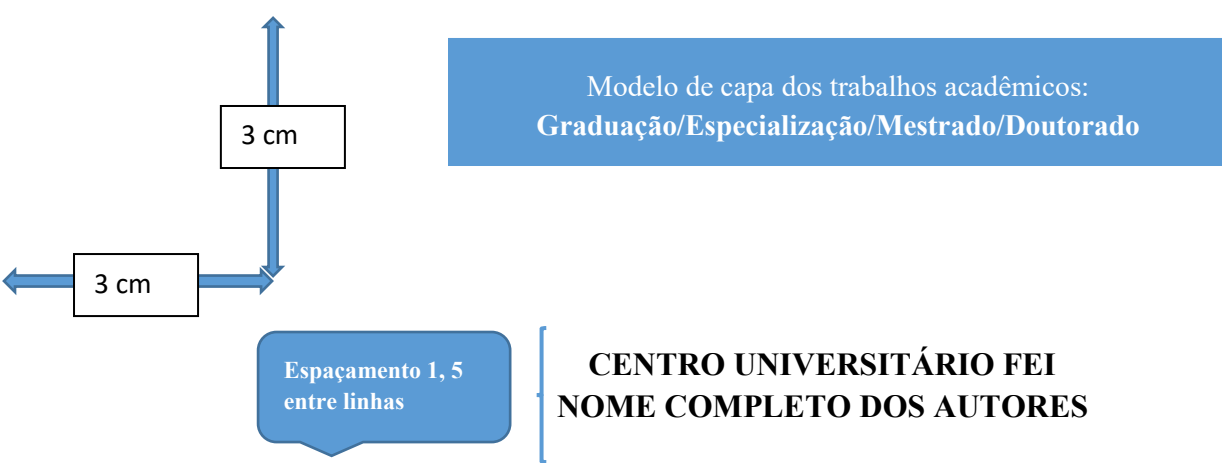 Modelo de capa dos trabalhos acadêmicos:
Graduação/Especialização/Mestrado/Doutorado
3 cm
3 cm
Espaçamento 1, 5
entre linhas
CENTRO UNIVERSITÁRIO FEI
NOME COMPLETO DOS AUTORES